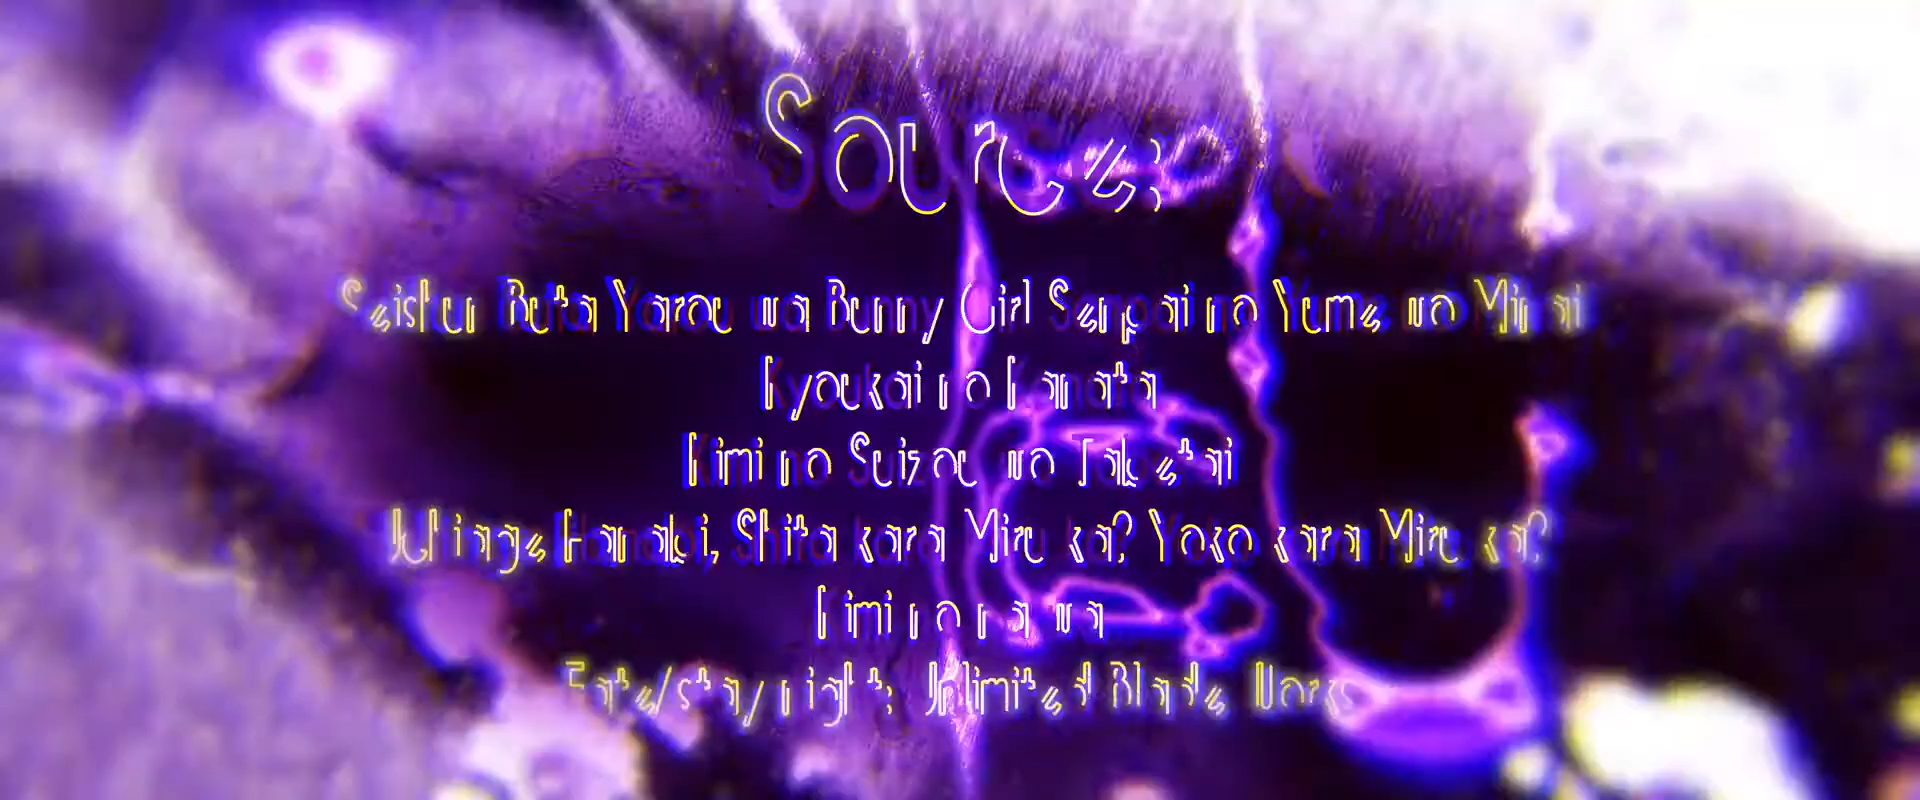 Sources:
Seishun Buta Yarou wa Bunny Girl Senpai no Yume wo Minai
Kyoukai no Kanata
Kimi no Suizou wo Tabetai
Uchiage Hanabi, Shita kara Miru ka? Yoko kara Miru ka?
Kimi no na wa
Fate/stay night: Unlimited Blade Works